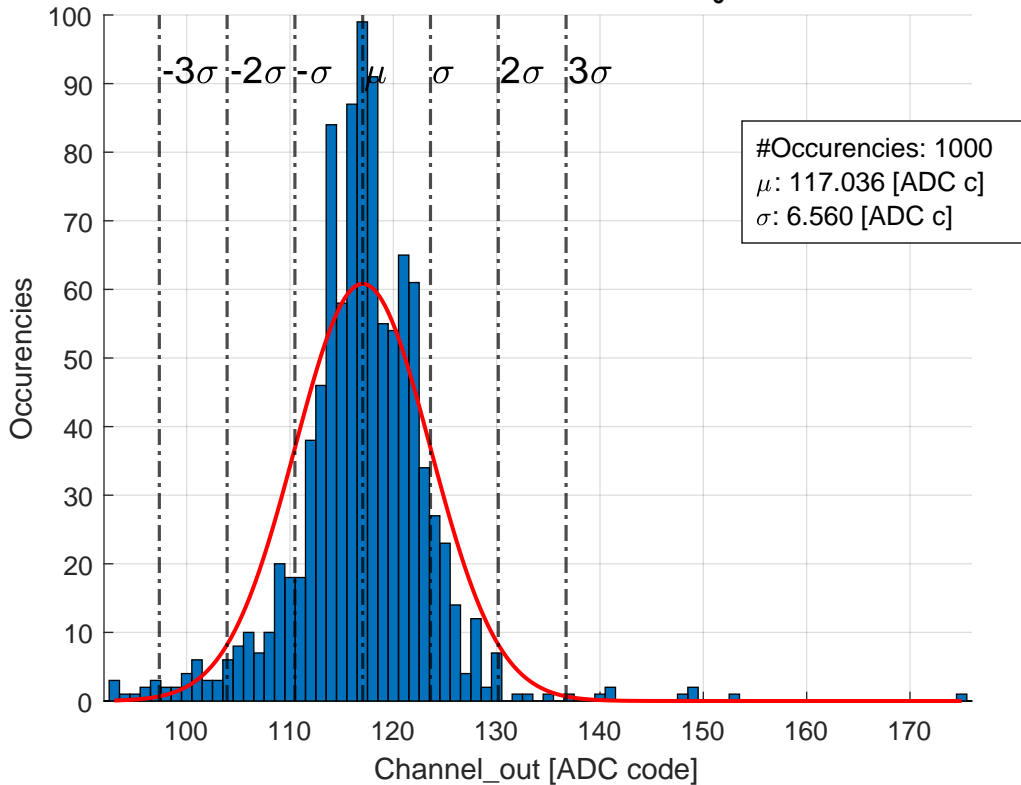 100
90
80
70
60
50
40
30
20
10
0
-3σ -2σ -σ μ σ 2σ 3σ
#Occurencies: 1000
μ: 117.036 [ADC c]
σ: 6.560 [ADC c]
Occurencies
100 110 120 130 140 150 160 170
Channel_out [ADC code]